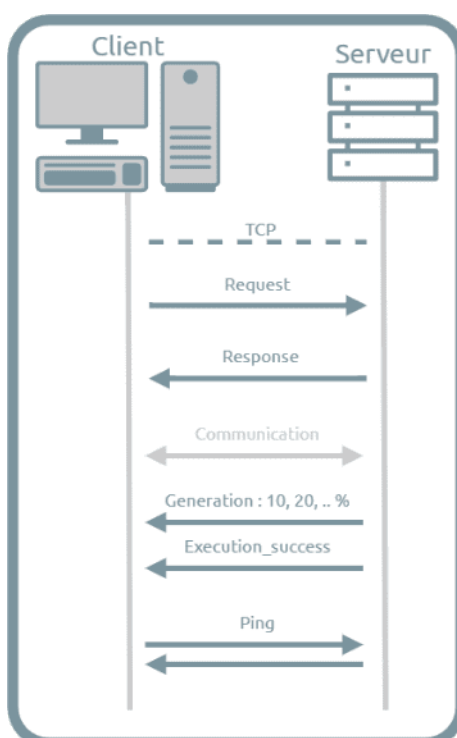 Client
Serveur
TCP
Request
Response
Communication
Generation : 10, 20, .. %
Execution_success
Ping